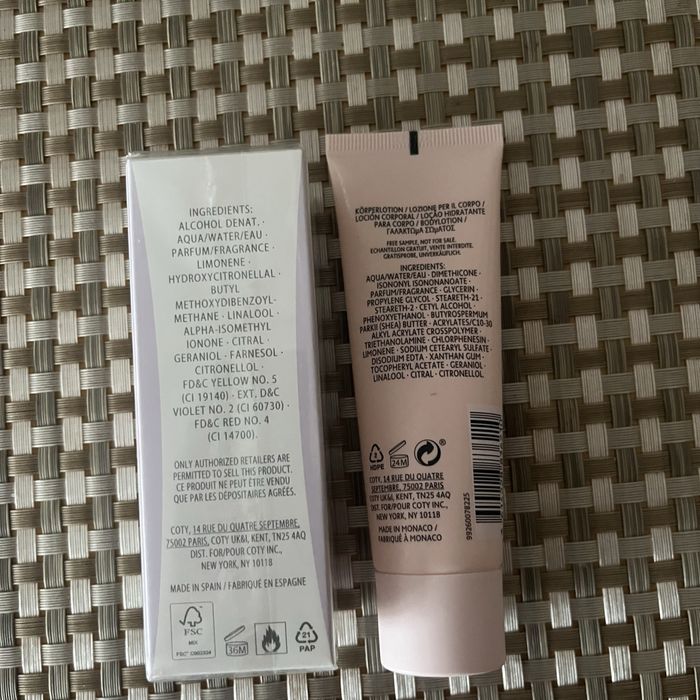 INGREDIENTS:
ALCOHOL DENAT. ·
AQUA/WATER/EAU ·
PARFUM/FRAGRANCE ·
LIMONENE ·
HYDROXYCITRONELLAL ·
BUTYL
METHOXYDIBENZOYL-
METHANE · LINALOOL ·
ALPHA-ISOMETHYL
IONONE · CITRAL ·
GERANIOL · FARNESOL ·
CITRONELLOL ·
FD&C YELLOW NO. 5
(CI 19140) · EXT. D&C
VIOLET NO. 2 (CI 60730) ·
FD&C RED NO. 4
(CI 14700).
ONLY AUTHORIZED RETAILERS ARE
PERMITTED TO SELL THIS PRODUCT.
CE PRODUIT NE PEUT ÊTRE VENDU
QUE PAR LES DÉPOSITAIRES AGRÉÉS.
COTY, 14 RUE DU QUATRE SEPTEMBRE,
75002 PARIS, COTY UK&I, KENT, TN25 4AQ
DIST. FOR/POUR COTY INC.,
NEW YORK, NY 10118
MADE IN SPAIN / FABRIQUÉ EN ESPAGNE
FSC
MIX
36M
21
PAP
KÖRPERLOTION / LOZIONE PER IL CORPO /
LOCIÓN CORPORAL / LOÇÃO HIDRATANTE
PARA CORPO / BODYLOTION /
ΓΑΛΑΚΤΩμΑ ΣΩμΑΤΟΣ
FREE SAMPLE, NOT FOR SALE.
ÉCHANTILLON GRATUIT, VENTE INTERDITE.
GRATISPROBE, UNVERKÄUFLICH.
INGREDIENTS:
AQUA/WATER/EAU · DIMETHICONE ·
ISONONYL ISONONANOATE ·
PARFUM/FRAGRANCE · GLYCERIN ·
PROPYLENE GLYCOL · STEARETH-21 ·
STEARETH-2 · CETYL ALCOHOL ·
PHENOXYETHANOL · BUTYROSPERMUM
PARKII (SHEA) BUTTER · ACRYLATES/C10-30
ALKYL ACRYLATE CROSSPOLYMER ·
TRIETHANOLAMINE · CHLORPHENESIN ·
LIMONENE · SODIUM CETEARYL SULFATE ·
DISODIUM EDTA · XANTHAN GUM ·
TOCOPHERYL ACETATE · GERANIOL ·
LINALOOL · CITRAL · CITRONELLOL.
2
HDPE
24M
COTY, 14 RUE DU QUATRE
SEPTEMBRE, 75002 PARIS
COTY UK&I, KENT, TN25 4AQ
DIST. FOR/POUR COTY INC.,
NEW YORK, NY 10118
MADE IN MONACO /
FABRIQUÉ À MONACO
99260078225